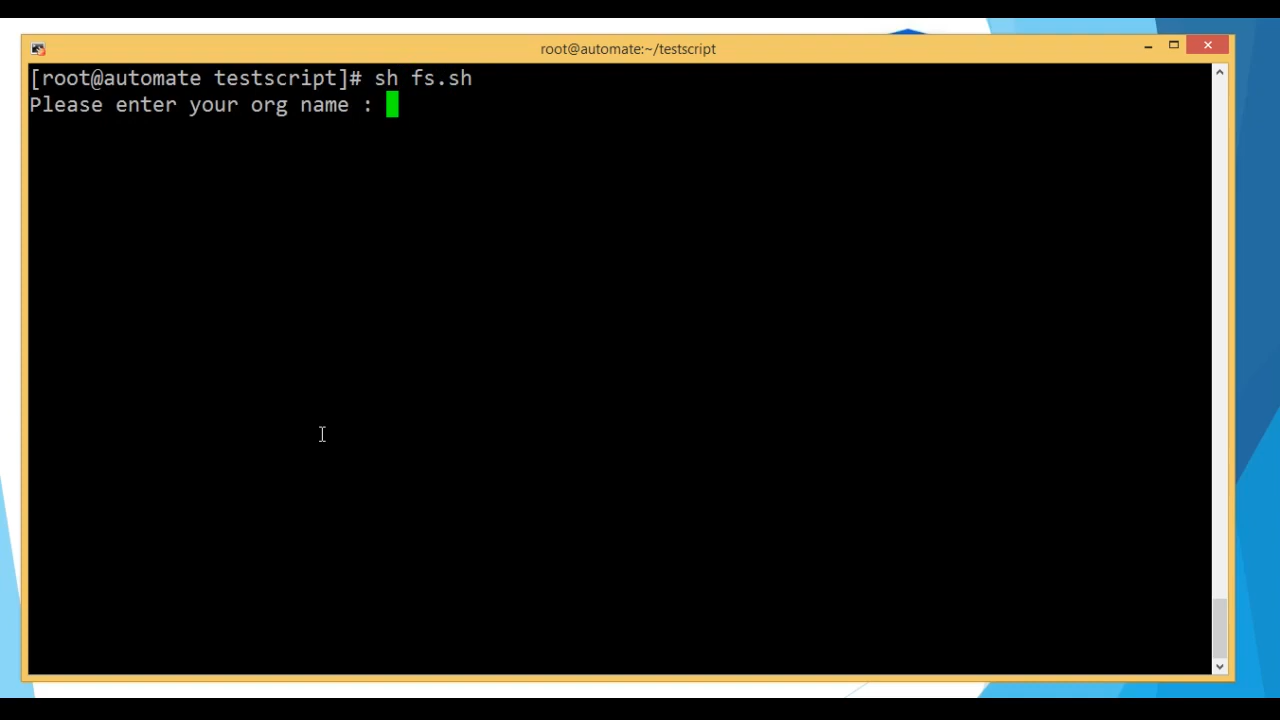 root@automate:~/testscript
[root@automate testscript]# sh fs.sh
Please enter your org name :